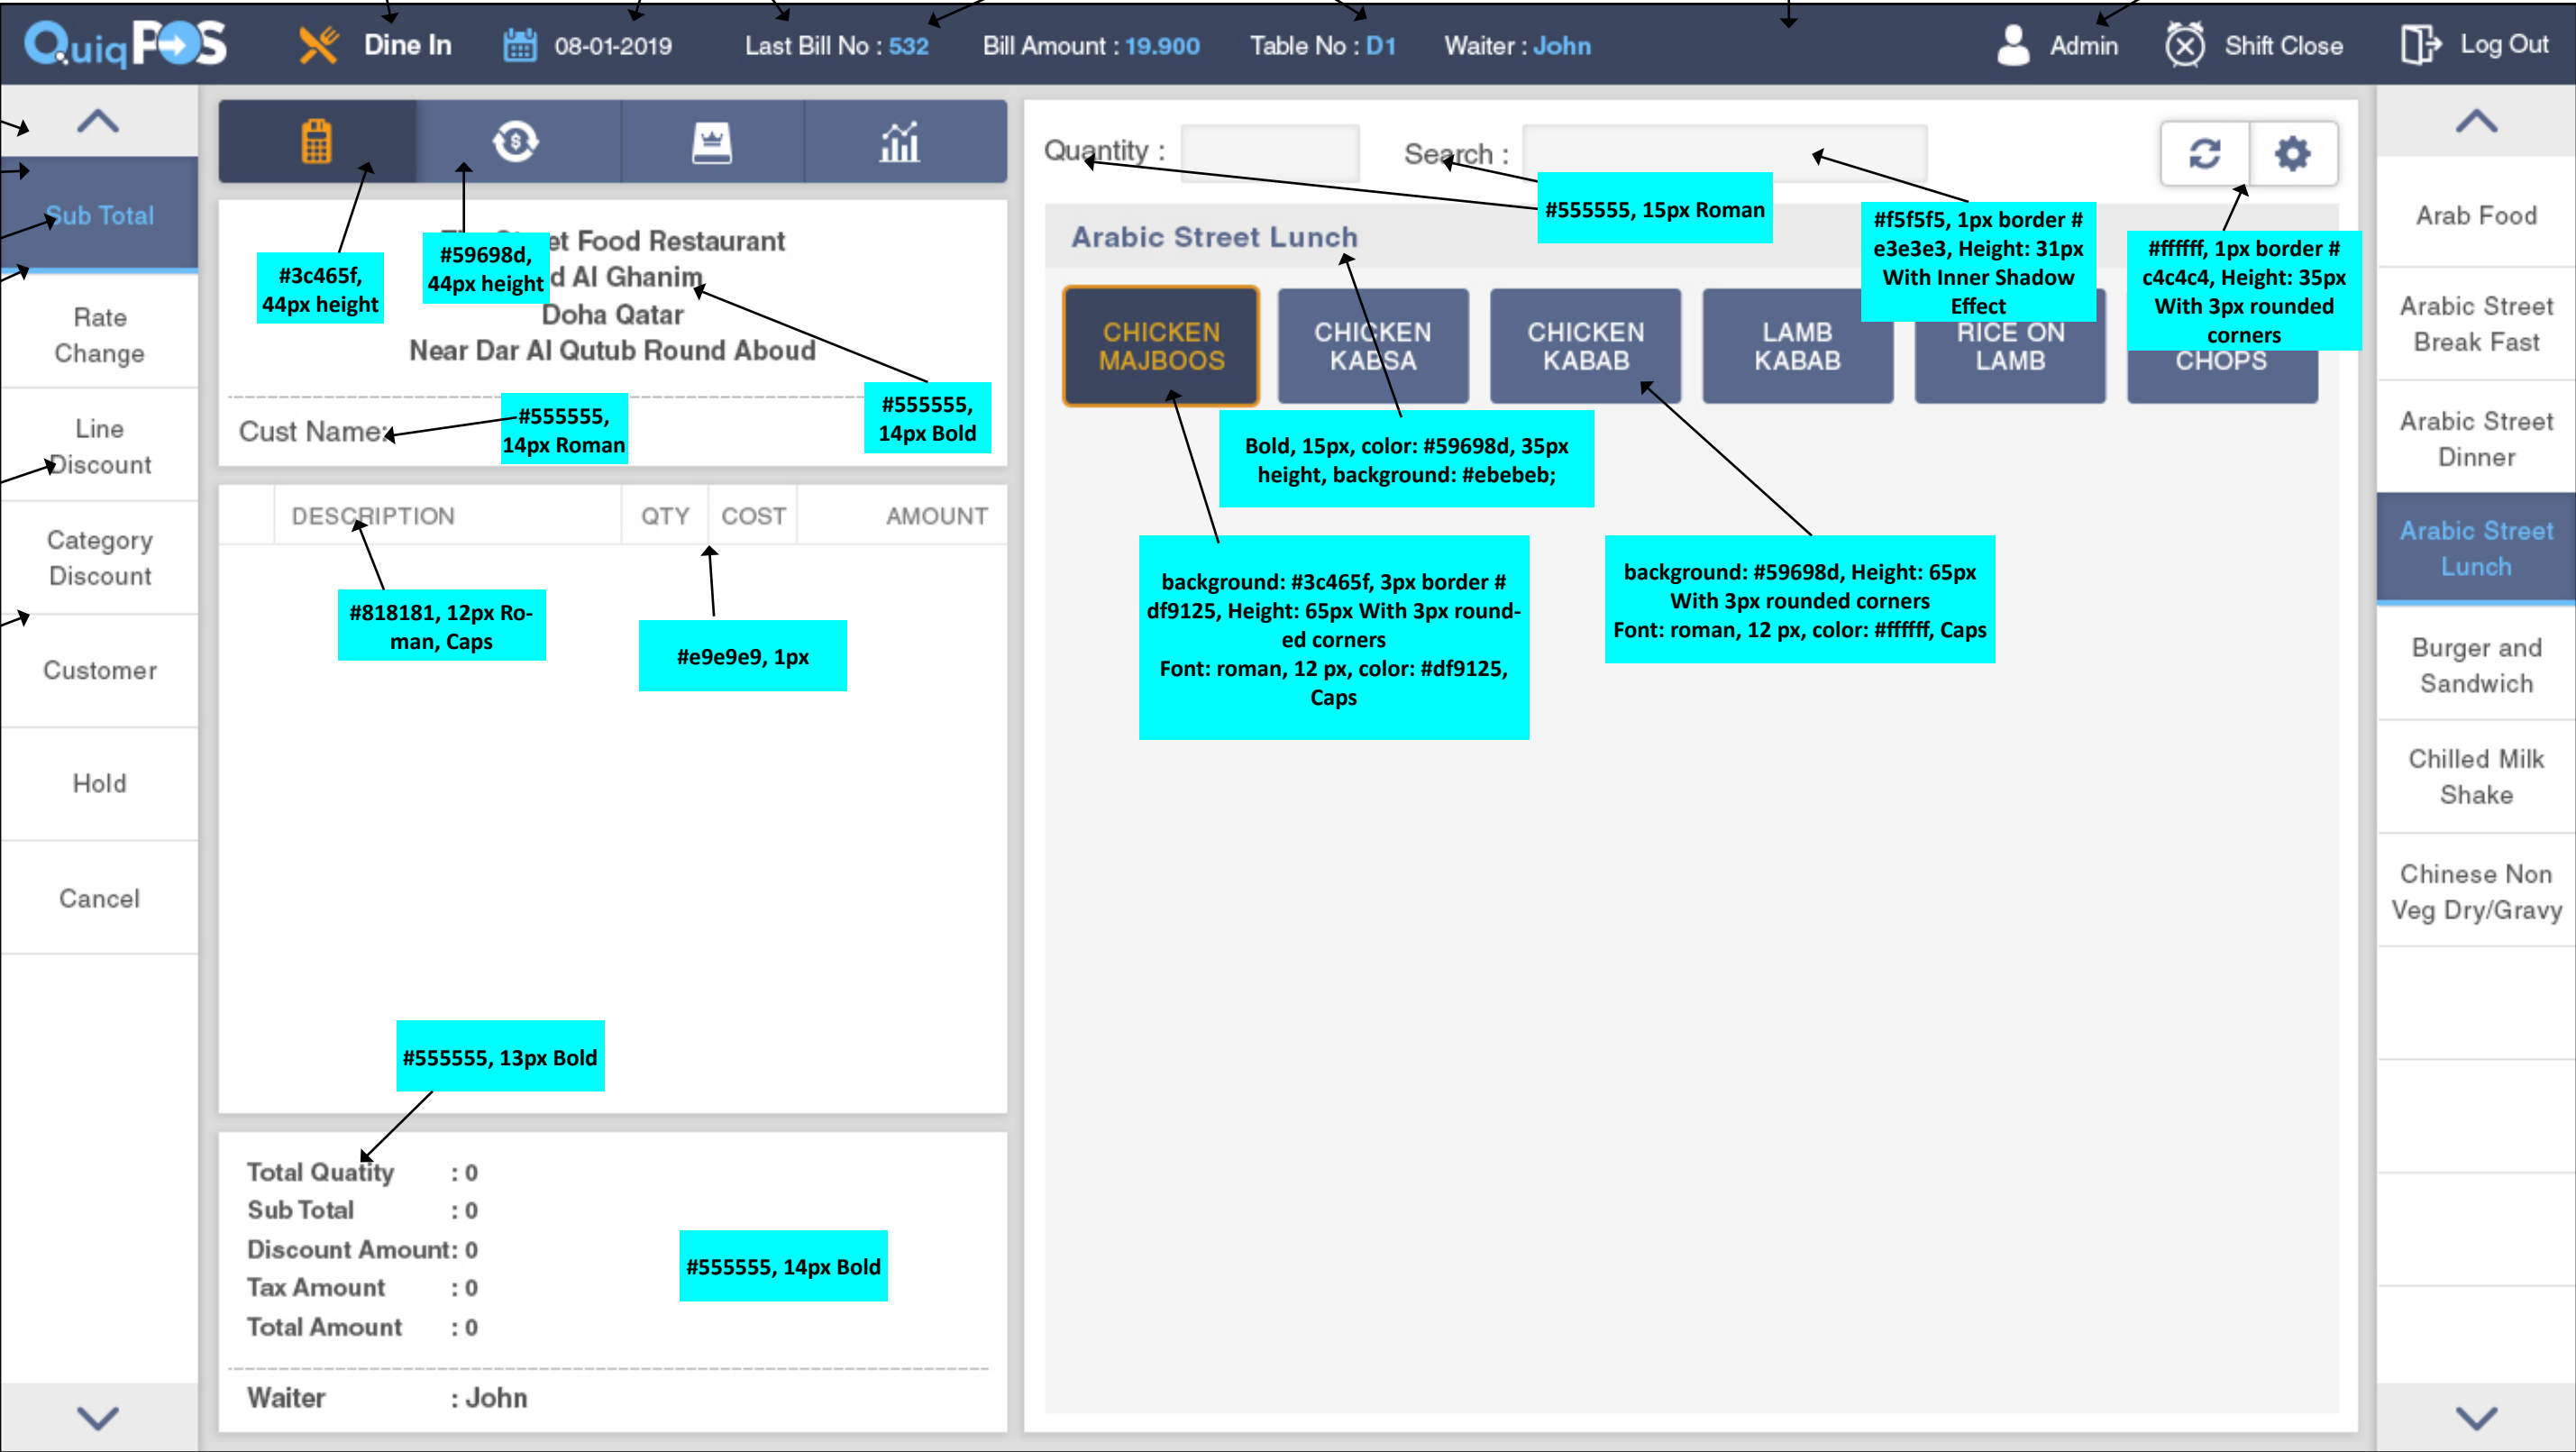 QuiqPOS
Dine In
08-01-2019
Last Bill No : 532
Bill Amount : 19.900
Table No : D1
Waiter : John
Admin
Shift Close
Log Out
Sub Total
Rate
Change
Line
Discount
Category
Discount
Customer
Hold
Cancel
#3c465f,
44px height
#59698d,
44px height
et Food Restaurant
d Al Ghanim
Doha Qatar
Near Dar Al Qutub Round Aboud
#555555,
14px Bold
Cust Name:
#555555,
14px Roman
DESCRIPTION
QTY
COST
AMOUNT
#818181, 12px Ro-
man, Caps
#e9e9e9, 1px
#555555, 13px Bold
Total Quatity : 0
Sub Total : 0
Discount Amount: 0
Tax Amount : 0
Total Amount : 0
#555555, 14px Bold
Waiter : John
Quantity :
Search :
#555555, 15px Roman
#f5f5f5, 1px border #
e3e3e3, Height: 31px
With Inner Shadow
Effect
#ffffff, 1px border #
c4c4c4, Height: 35px
With 3px rounded
corners
Arabic Street Lunch
CHICKEN
MAJBOOS
CHICKEN
KABSA
CHICKEN
KABAB
LAMB
KABAB
RICE ON
LAMB
CHOPS
Bold, 15px, color: #59698d, 35px
height, background: #ebebeb;
background: #3c465f, 3px border #
df9125, Height: 65px With 3px round-
ed corners
Font: roman, 12 px, color: #df9125,
Caps
background: #59698d, Height: 65px
With 3px rounded corners
Font: roman, 12 px, color: #ffffff, Caps
Arab Food
Arabic Street
Break Fast
Arabic Street
Dinner
Arabic Street
Lunch
Burger and
Sandwich
Chilled Milk
Shake
Chinese Non
Veg Dry/Gravy